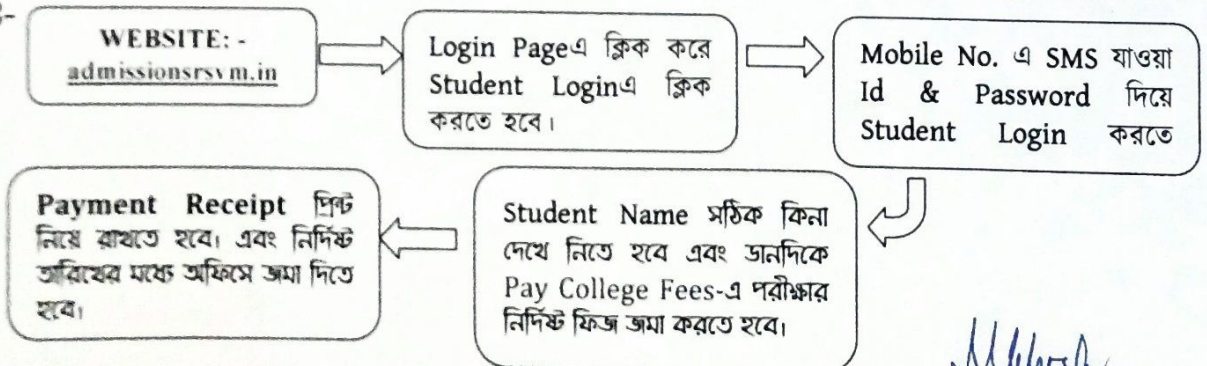 WEBSITE: -
admissionsrsvm.in
Login Pageএ ক্লিক করে
Student Loginএ ক্লিক
করতে হবে।
Mobile No. এ SMS যাওয়া
Id & Password দিয়ে
Student Login করতে
Student Name সঠিক কিনা
দেখে নিতে হবে এবং ডানদিকে
Pay College Fees-এ পরীক্ষার
নির্দিষ্ট ফিজ জমা করতে হবে।
Payment Receipt প্রিন্ট
নিয়ে রাখতে হবে। এবং নির্দিষ্ট
তারিখের মধ্যে অফিসে জমা দিতে
হবে।